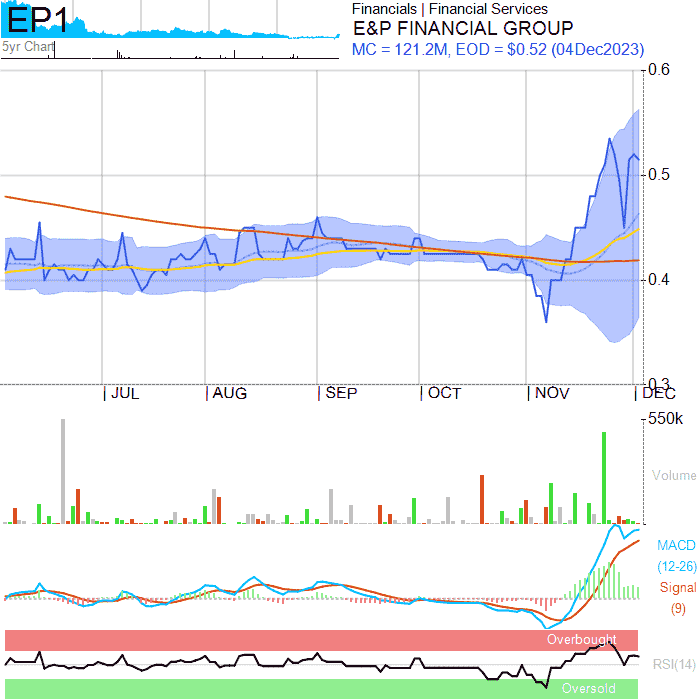 EP1
5yr Chart
Financials | Financial Services
E&P FINANCIAL GROUP
MC = 121.2M, EOD = $0.52 (04Dec2023)
0.6
0.5
0.4
0.3
JUL AUG SEP OCT NOV DEC
550k
Volume
MACD
(12-26)
Signal
(9)
Overbought
RSI(14)
Oversold